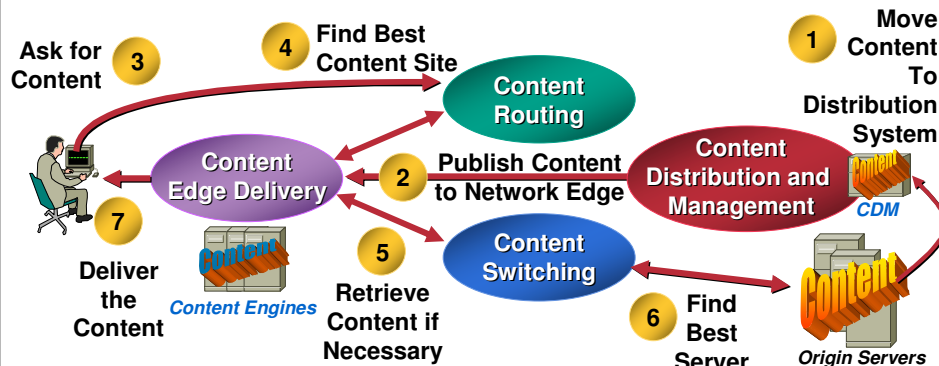 1
Move
Content
To
Distribution
System
Content
CDM
Content
Distribution and
Management
2
Publish Content
to Network Edge
3
Ask for
Content
4
Find Best
Content Site
Content
Routing
Content
Edge Delivery
Content
Content Engines
5
Retrieve
Content if
Necessary
Content
Switching
6
Find
Best
Server
Content
Origin Servers
7
Deliver
the
Content